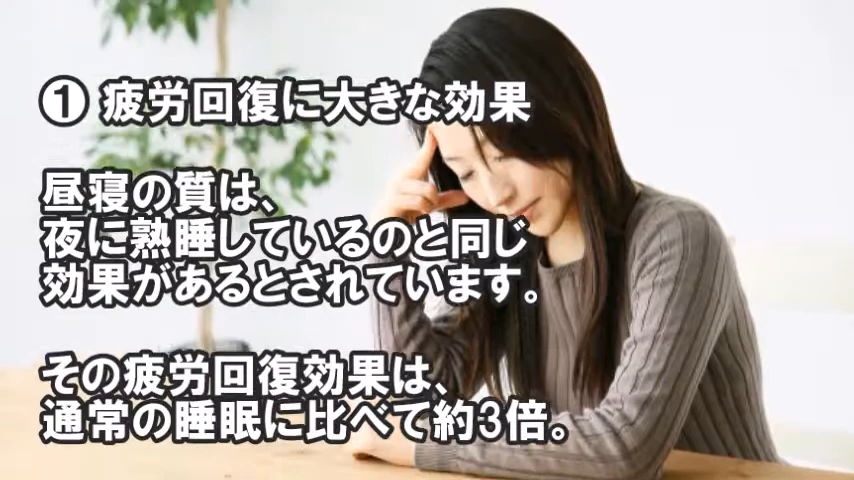 ① 疲労回復に大きな効果
昼寝の質は、
夜に熟睡しているのと同じ
効果があるとされています。
その疲労回復効果は、
通常の睡眠に比べて約3倍。